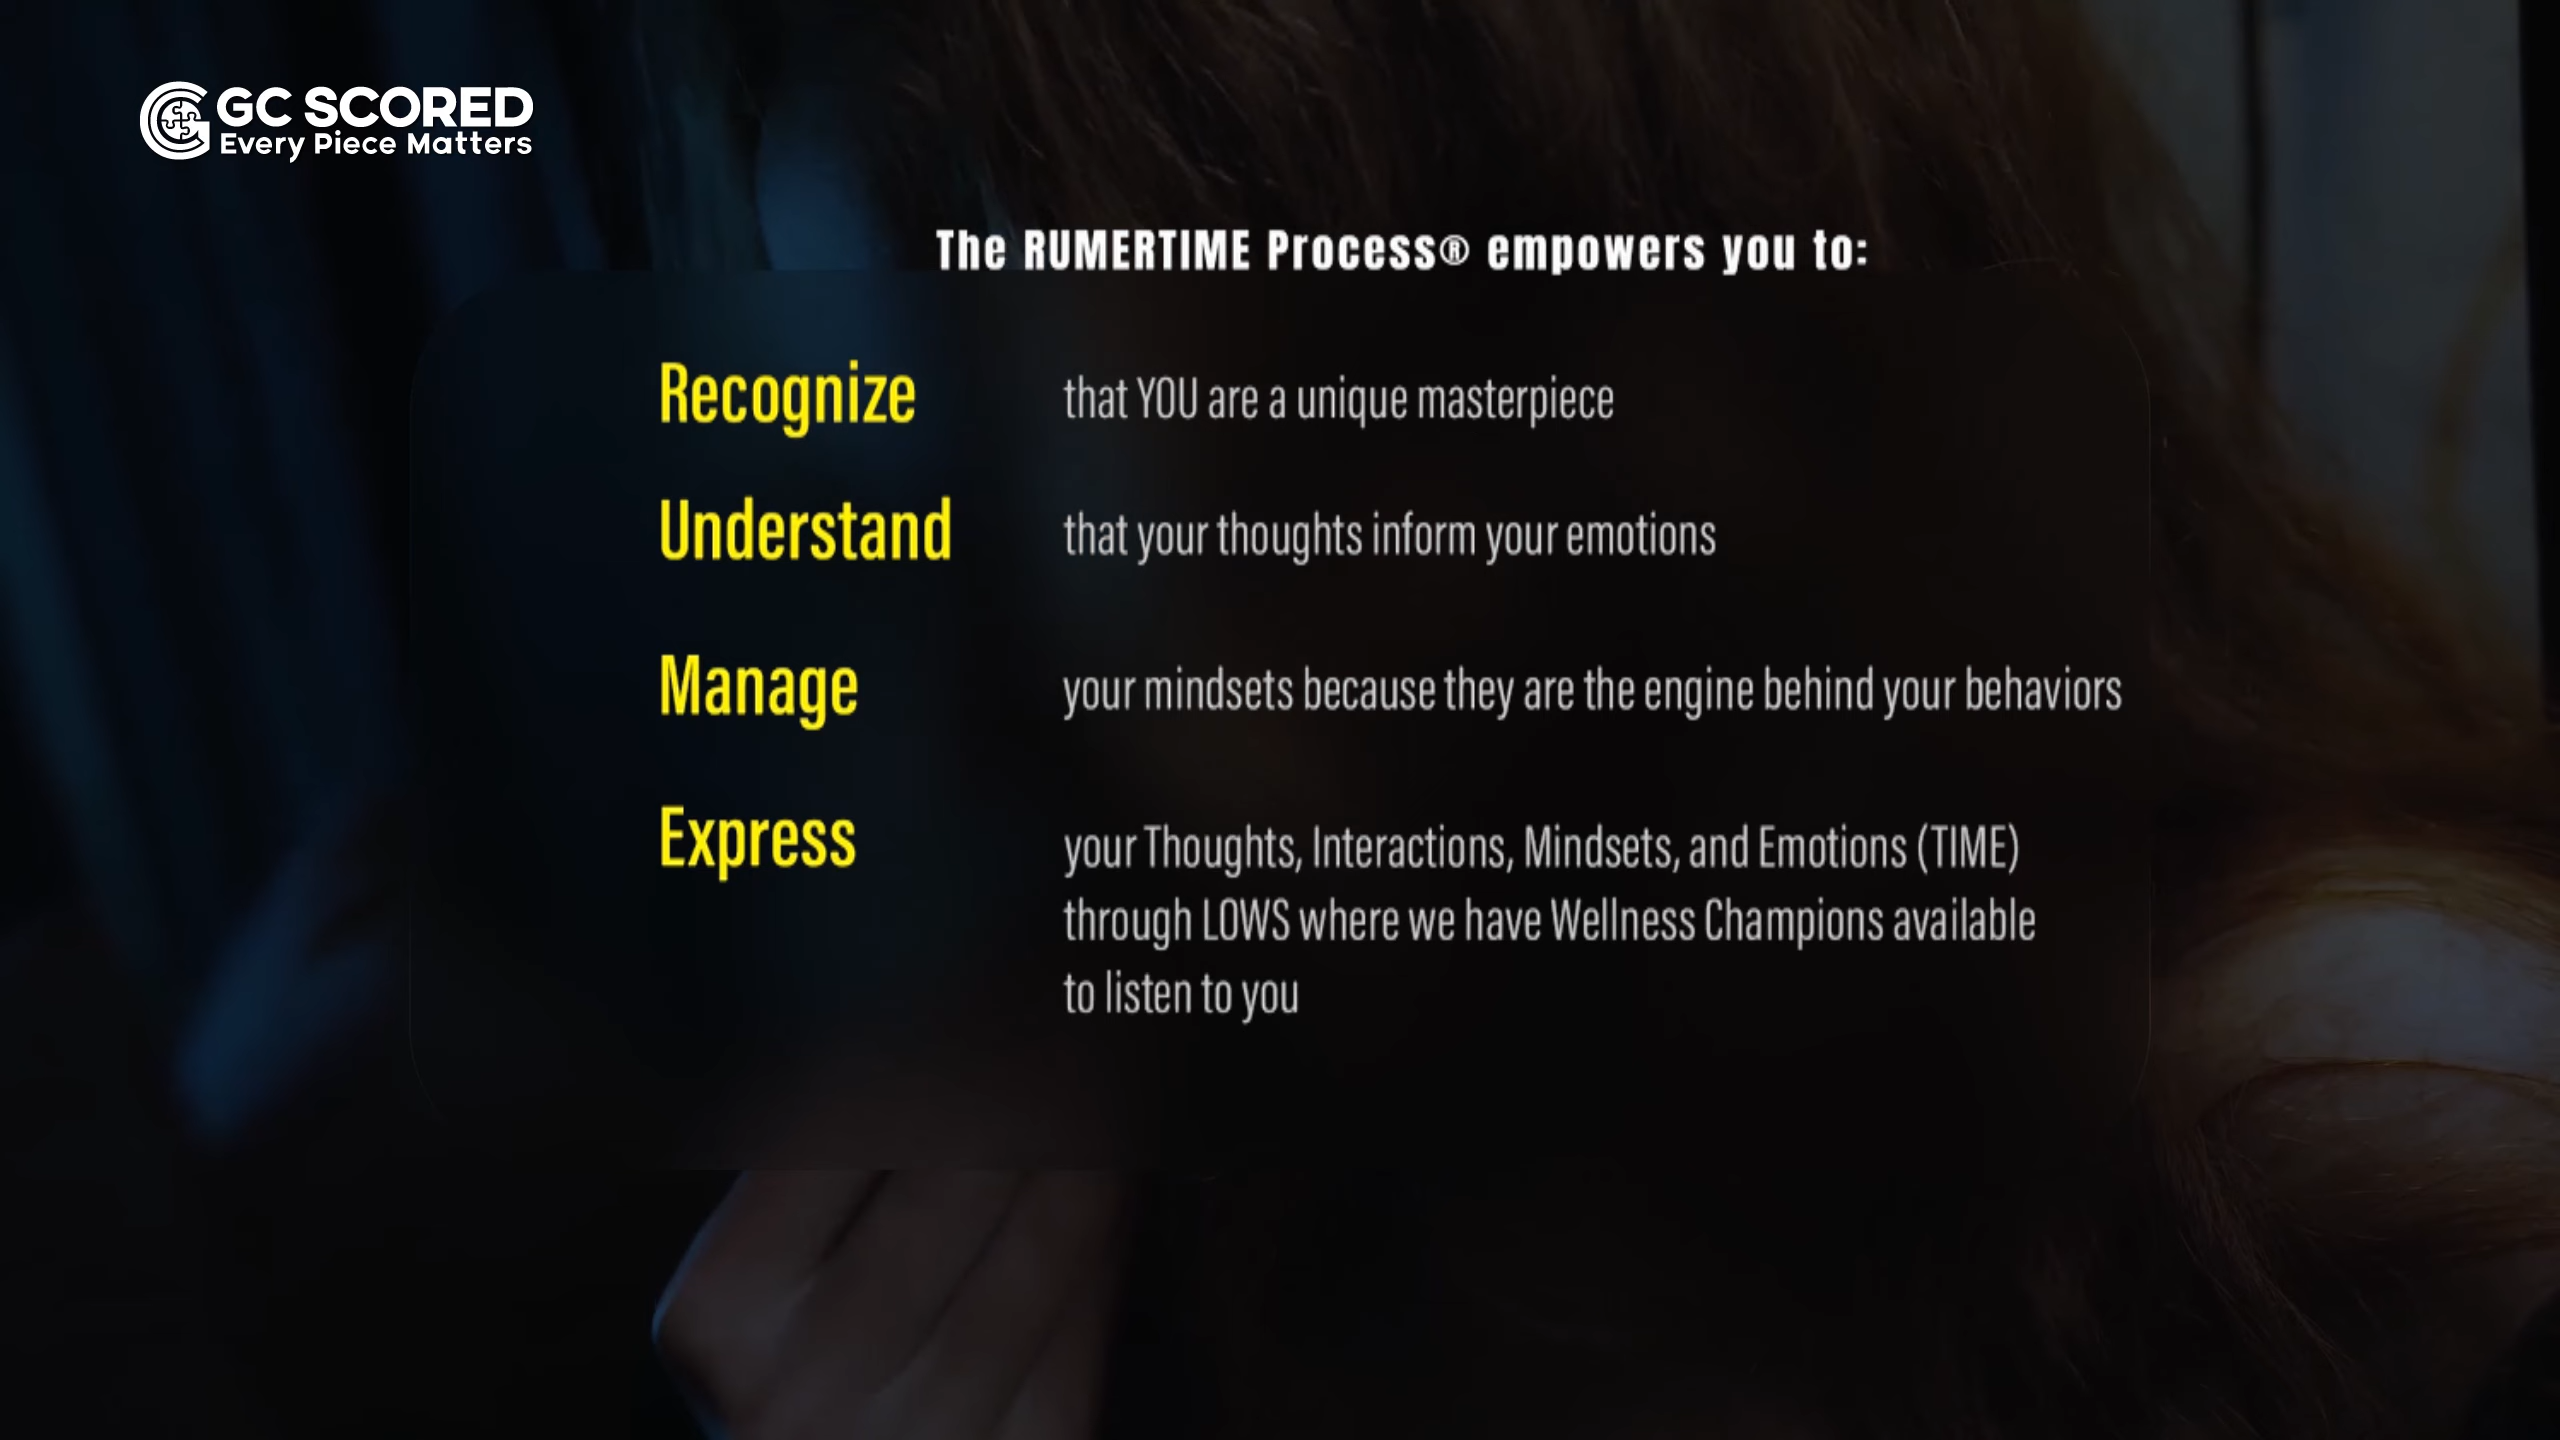 GC SCORED
Every Piece Matters
The RUMERTIME Process® empowers you to:
Recognize that YOU are a unique masterpiece
Understand that your thoughts inform your emotions
Manage your mindsets because they are the engine behind your behaviors
Express your Thoughts, Interactions, Mindsets, and Emotions (TIME)
through LOWS where we have Wellness Champions available
to listen to you